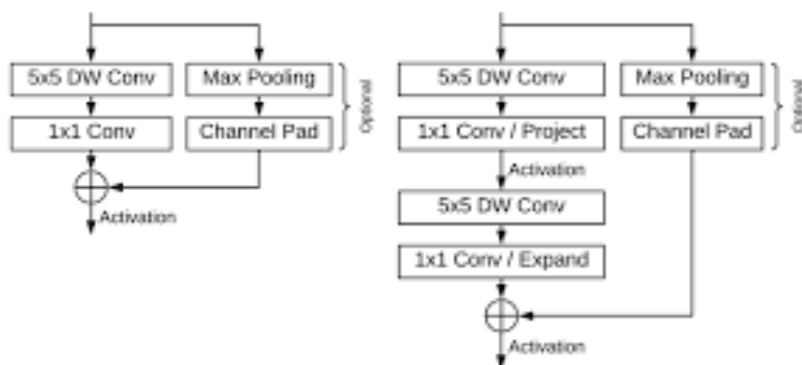 5x5 DW Conv
1x1 Conv
Max Pooling
Channel Pad
Optional
Activation
5x5 DW Conv
1x1 Conv / Project
Activation
5x5 DW Conv
1x1 Conv / Expand
Max Pooling
Channel Pad
Optional
Activation